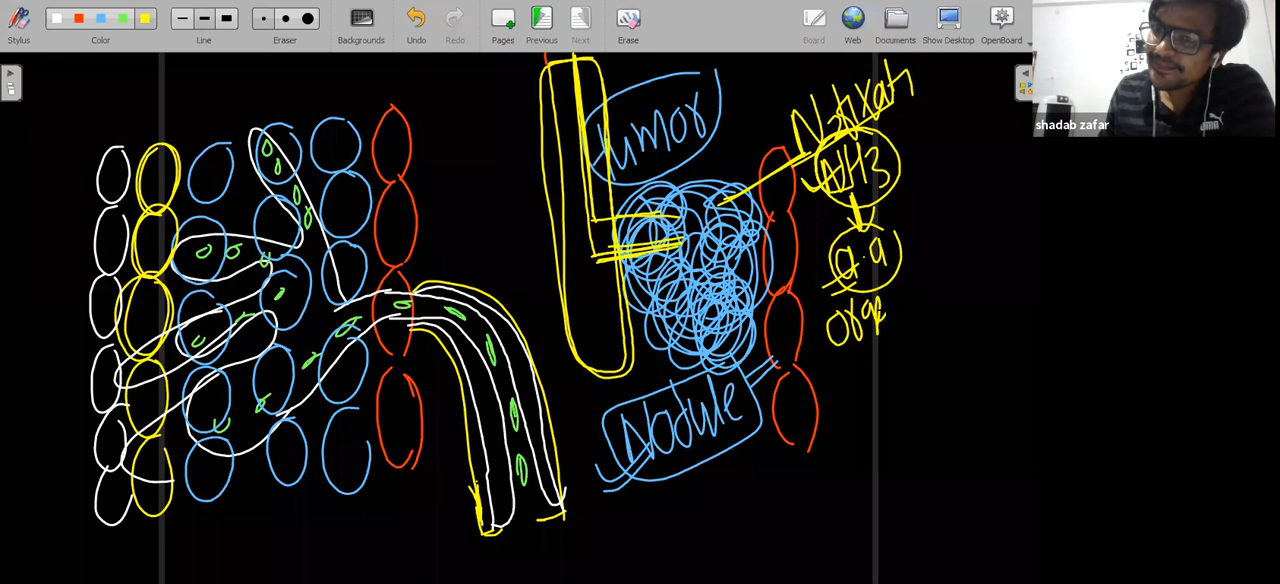 Stylus
Color
Line
Eraser
Backgrounds
Undo
Redo
Pages
Previous
Next
Erase
Board
Web
Documents
Show Desktop
OpenBoard
shadab zafar
PUMA
Tumor
NH3
a.a
Nodule